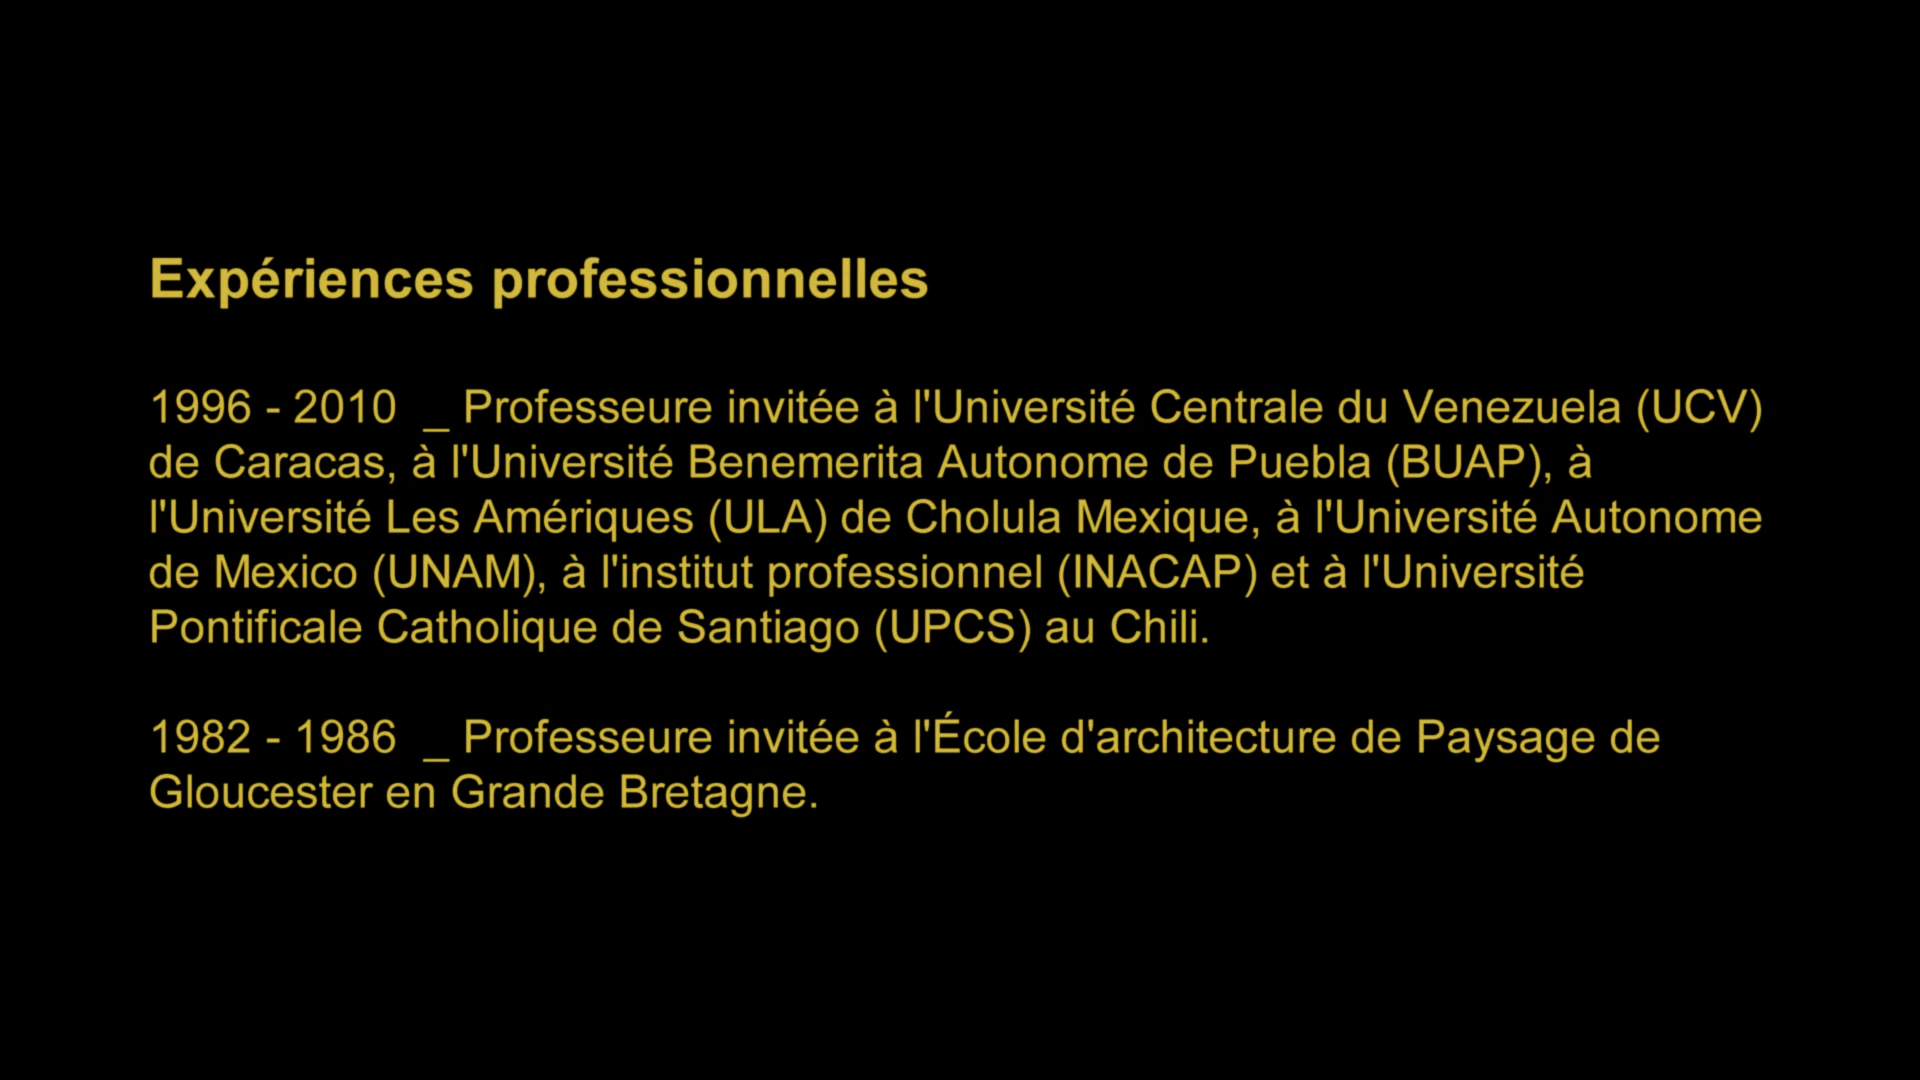 Expériences professionnelles
1996 - 2010  _ Professeure invitée à l'Université Centrale du Venezuela (UCV)
de Caracas, à l'Université Benemerita Autonome de Puebla (BUAP), à
l'Université Les Amériques (ULA) de Cholula Mexique, à l'Université Autonome
de Mexico (UNAM), à l'institut professionnel (INACAP) et à l'Université
Pontificale Catholique de Santiago (UPCS) au Chili.
1982 - 1986  _ Professeure invitée à l'École d'architecture de Paysage de
Gloucester en Grande Bretagne.